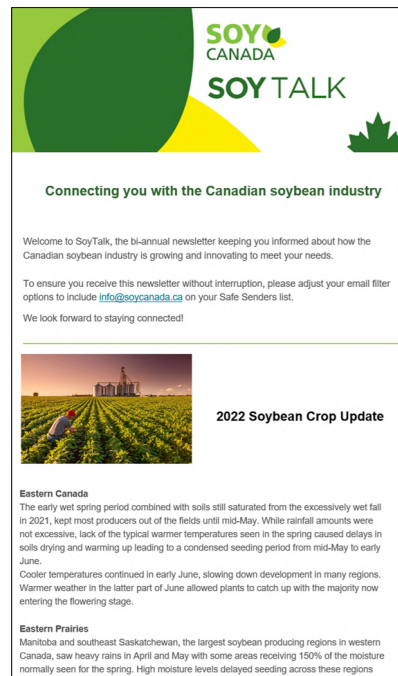 SOY
CANADA
SOY TALK
Connecting you with the Canadian soybean industry
Welcome to SoyTalk, the bi-annual newsletter keeping you informed about how the
Canadian soybean industry is growing and innovating to meet your needs.
To ensure you receive this newsletter without interruption, please adjust your email filter
options to include info@soycanada.ca on your Safe Senders list.
We look forward to staying connected!
2022 Soybean Crop Update
Eastern Canada
The early wet spring period combined with soils still saturated from the excessively wet fall
in 2021, kept most producers out of the fields until mid-May. While rainfall amounts were
not excessive, lack of the typical warmer temperatures seen in the spring caused delays in
soils drying and warming up leading to a condensed seeding period from mid-May to early
June.
Cooler temperatures continued in early June, slowing down development in many regions.
Warmer weather in the latter part of June allowed plants to catch up with the majority now
entering the flowering stage.
Eastern Prairies
Manitoba and southeast Saskatchewan, the largest soybean producing regions in western
Canada, saw heavy rains in April and May with some areas receiving 150% of the moisture
normally seen for the spring. High moisture levels delayed seeding across these regions